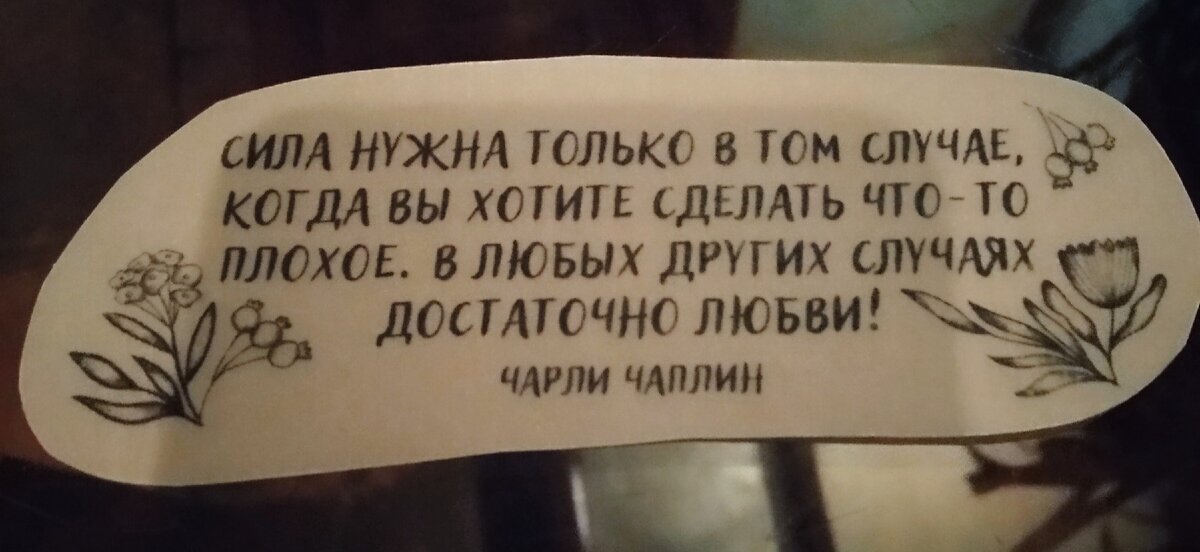 СИЛА НУЖНА ТОЛЬКО В ТОМ СЛУЧАЕ,
КОГДА ВЫ ХОТИТЕ СДЕЛАТЬ ЧТО-ТО
ПЛОХОЕ. В ЛЮБЫХ ДРУГИХ СЛУЧАЯХ
ДОСТАТОЧНО ЛЮБВИ!
ЧАРЛИ ЧАПЛИН